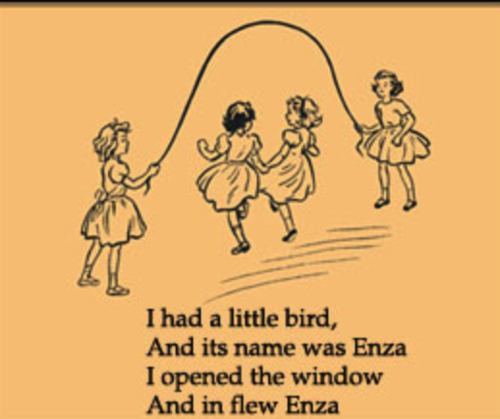 I had a little bird,
And its name was Enza
I opened the window
And in flew Enza